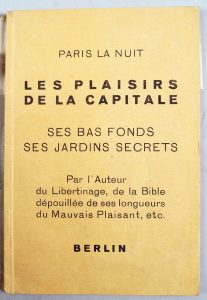 PARIS LA NUIT
LES PLAISIRS
DE LA CAPITALE
SES BAS FONDS
SES JARDINS SECRETS
Par l'Auteur
du Libertinage, de la Bible
dépouillée de ses longueurs
du Mauvais Plaisant, etc.
BERLIN